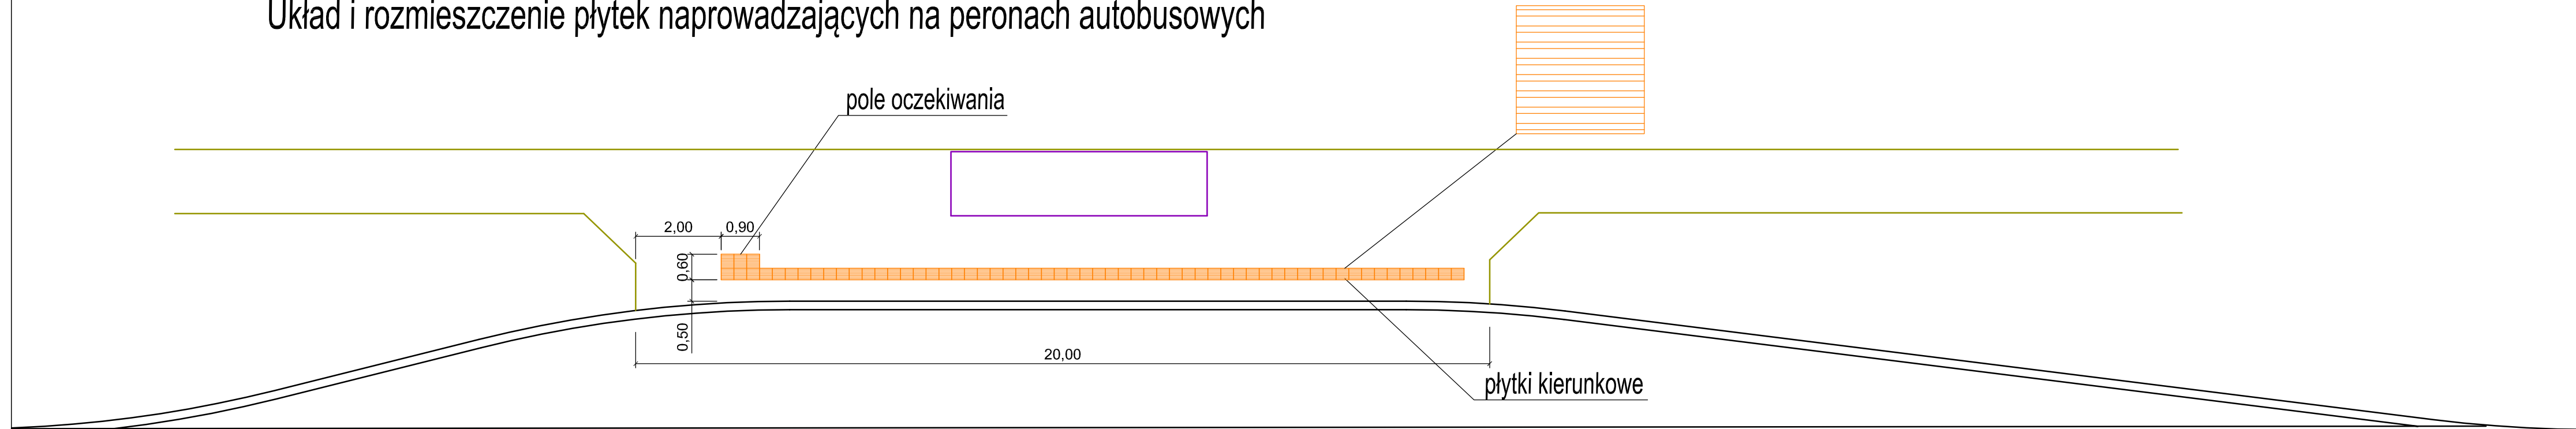 Układ i rozmieszczenie płytek naprowadzających na peronach autobusowych
pole oczekiwania
2,00
0,90
0,60
0,50
20,00
płytki kierunkowe